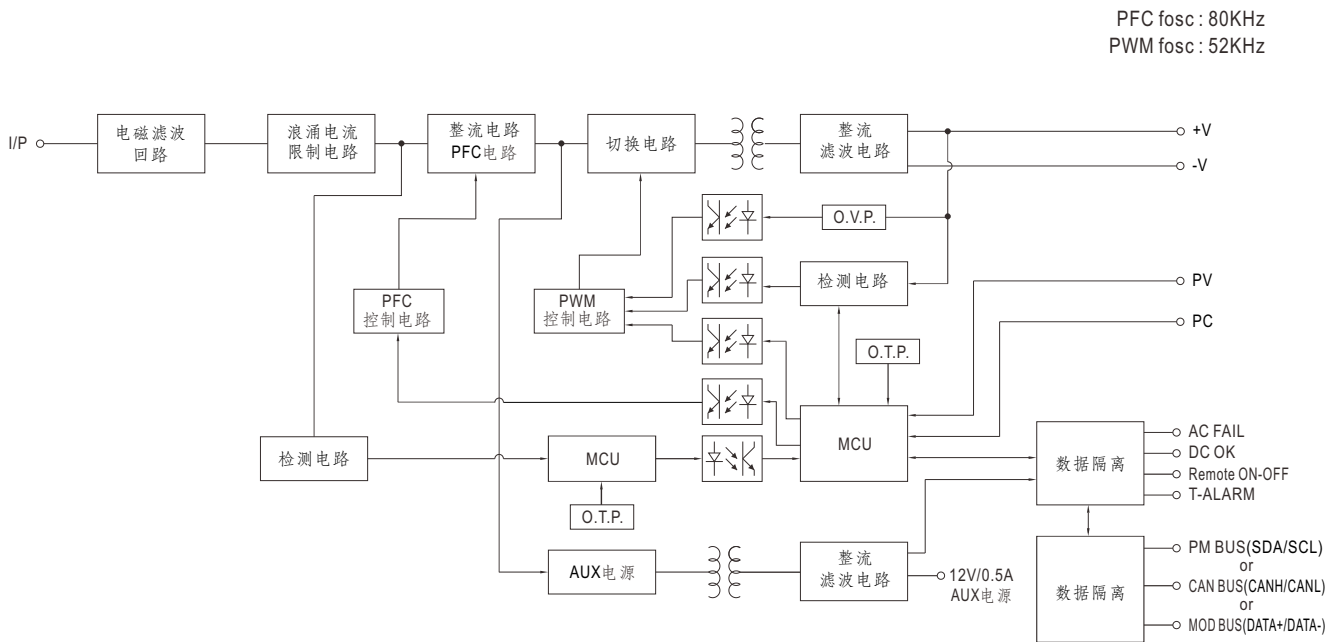 PFC fosc : 80KHz
PWM fosc : 52KHz
I/P
电磁滤波
回路
浪涌电流
限制电路
整流电路
PFC电路
切换电路
整流
滤波电路
+V
-V
O.V.P.
检测电路
PFC
控制电路
PWM
控制电路
PV
PC
O.T.P.
MCU
检测电路
MCU
O.T.P.
数据隔离
AC FAIL
DC OK
Remote ON-OFF
T-ALARM
AUX电源
整流
滤波电路
12V/0.5A
AUX电源
数据隔离
PM BUS(SDA/SCL)
or
CAN BUS(CANH/CANL)
or
MOD BUS(DATA+/DATA-)